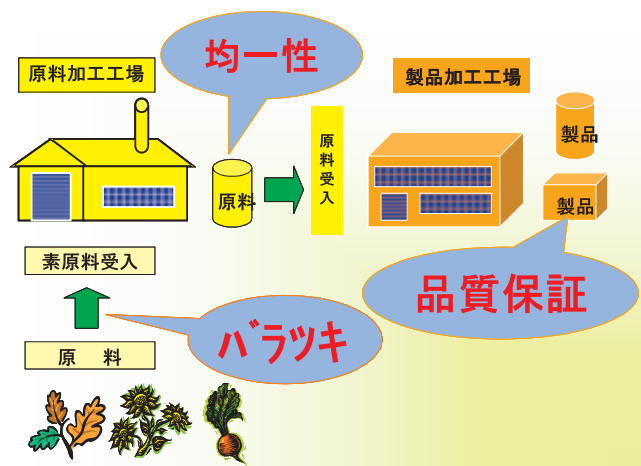 均一性
原料加工工場
製品加工工場
原料受入
製品
原料
製品
素原料受入
品質保証
バラツキ
原　料